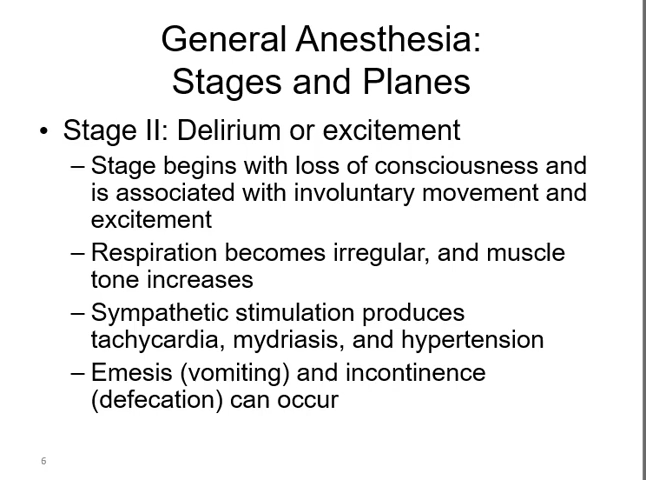 General Anesthesia:
Stages and Planes
• Stage II: Delirium or excitement
– Stage begins with loss of consciousness and
is associated with involuntary movement and
excitement
– Respiration becomes irregular, and muscle
tone increases
– Sympathetic stimulation produces
tachycardia, mydriasis, and hypertension
– Emesis (vomiting) and incontinence
(defecation) can occur
6